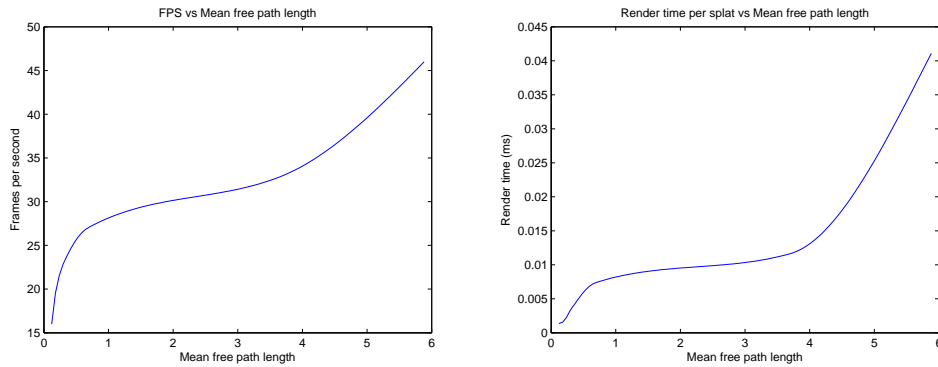 FPS vs Mean free path length
50
45
40
35
30
25
20
15
Frames per second
0 1 2 3 4 5 6
Mean free path length
Render time per splat vs Mean free path length
0.045
0.04
0.035
0.03
0.025
0.02
0.015
0.01
0.005
0
Render time (ms)
0 1 2 3 4 5 6
Mean free path length